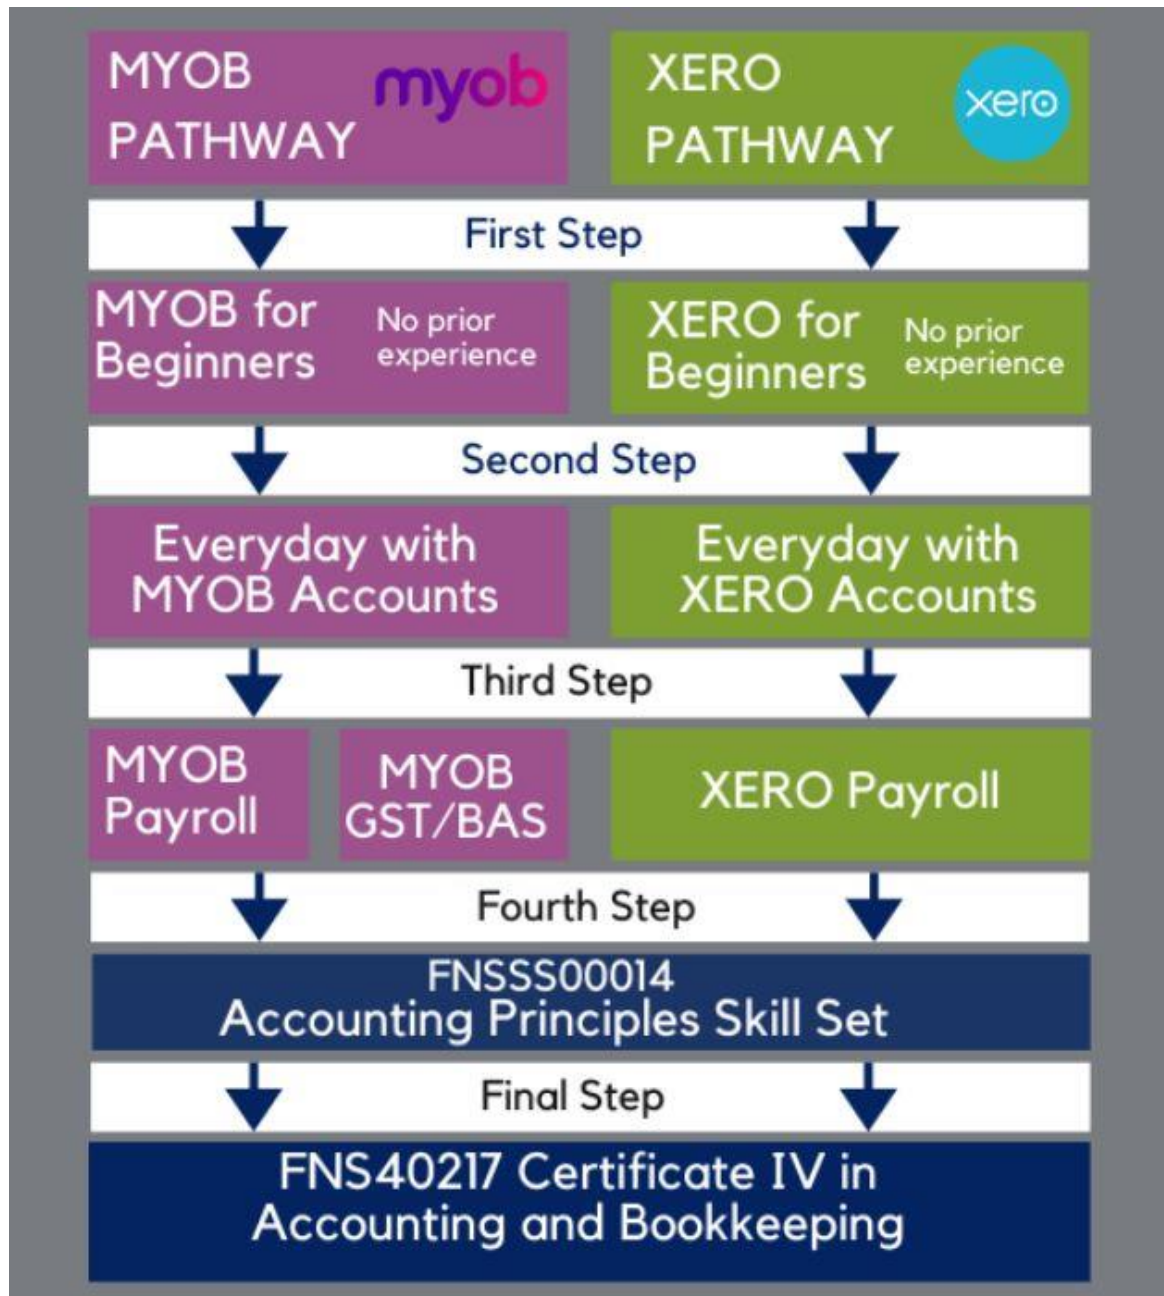 MYOB
PATHWAY
myob
XERO
PATHWAY
xero
First Step
MYOB for
Beginners
No prior
experience
XERO for
Beginners
No prior
experience
Second Step
Everyday with
MYOB Accounts
Everyday with
XERO Accounts
Third Step
MYOB
Payroll
MYOB
GST/BAS
XERO Payroll
Fourth Step
FNSSS00014
Accounting Principles Skill Set
Final Step
FNS40217 Certificate IV in
Accounting and Bookkeeping